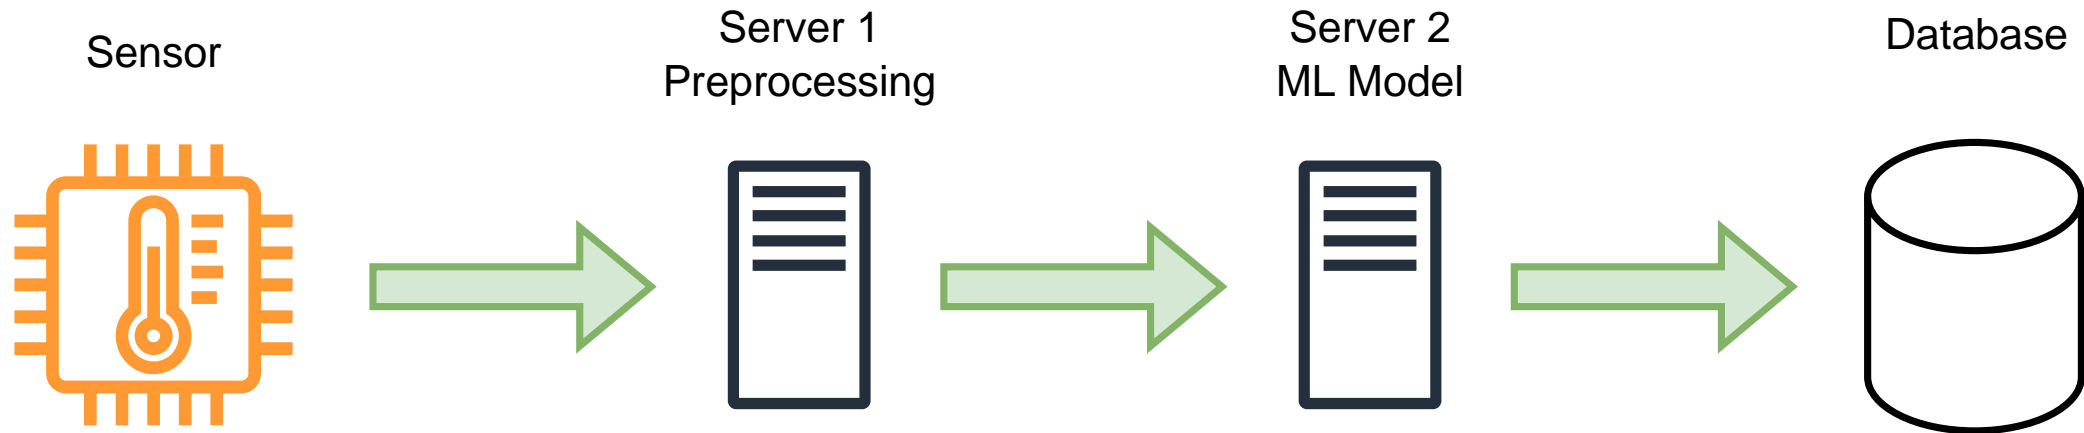 Sensor
Server 1
Preprocessing
Server 2
ML Model
Database